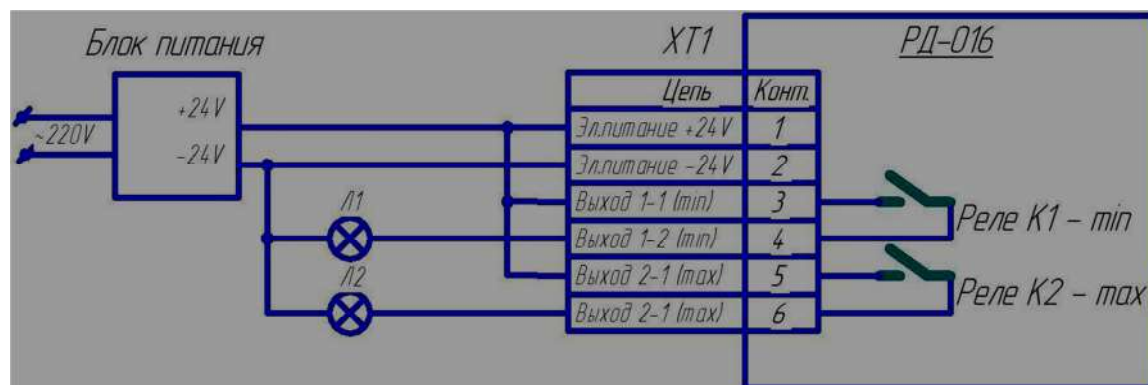 Блок питания
ХТ1
РД-016
~220V
+24V
-24V
Цепь
Конт.
Эл.питание +24V
1
Эл.питание -24V
2
Выход 1-1 (min)
3
Выход 1-2 (min)
4
Выход 2-1 (max)
5
Выход 2-1 (max)
6
Л1
Л2
Реле К1 - min
Реле К2 - max